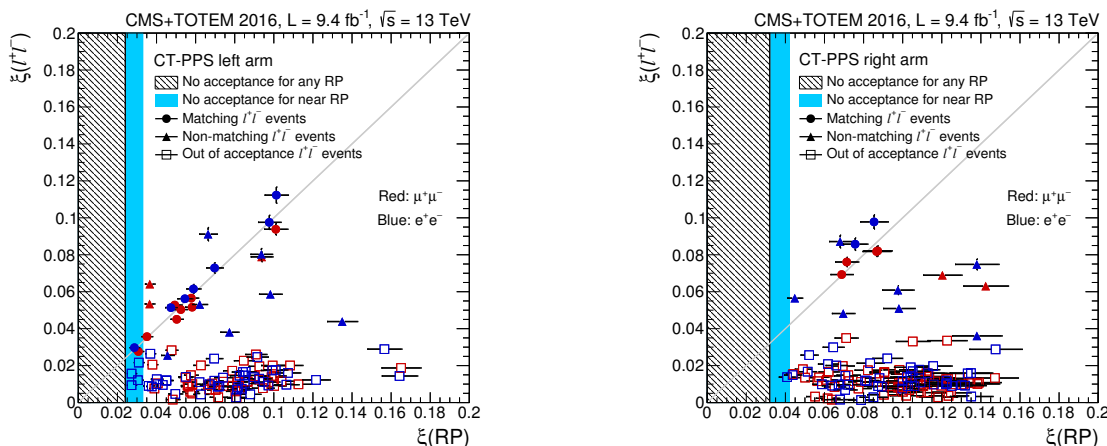 CMS+TOTEM 2016, L = 9.4 fb⁻¹, √s = 13 TeV
ξ(l⁺l⁻)
0.2
0.18
0.16
0.14
0.12
0.1
0.08
0.06
0.04
0.02
0
CT-PPS left arm
No acceptance for any RP
No acceptance for near RP
Matching l⁺l⁻ events
Non-matching l⁺l⁻ events
Out of acceptance l⁺l⁻ events
Red: μ⁺μ⁻
Blue: e⁺e⁻
0 0.02 0.04 0.06 0.08 0.1 0.12 0.14 0.16 0.18 0.2
ξ(RP)
CMS+TOTEM 2016, L = 9.4 fb⁻¹, √s = 13 TeV
ξ(l⁺l⁻)
0.2
0.18
0.16
0.14
0.12
0.1
0.08
0.06
0.04
0.02
0
CT-PPS right arm
No acceptance for any RP
No acceptance for near RP
Matching l⁺l⁻ events
Non-matching l⁺l⁻ events
Out of acceptance l⁺l⁻ events
Red: μ⁺μ⁻
Blue: e⁺e⁻
0 0.02 0.04 0.06 0.08 0.1 0.12 0.14 0.16 0.18 0.2
ξ(RP)